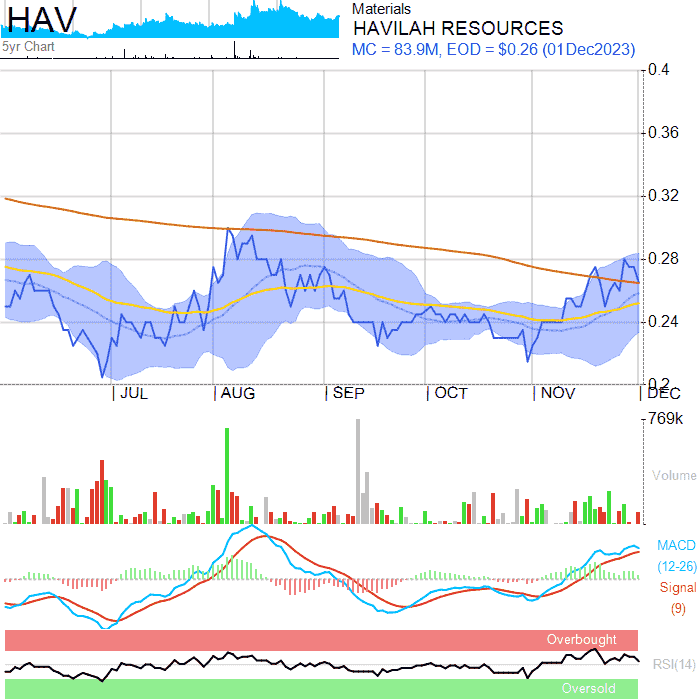 HAV
5yr Chart
Materials
HAVILAH RESOURCES
MC = 83.9M, EOD = $0.26 (01Dec2023)
0.4
0.36
0.32
0.28
0.24
0.2
JUL AUG SEP OCT NOV DEC
769k
Volume
MACD
(12-26)
Signal
(9)
Overbought
RSI(14)
Oversold